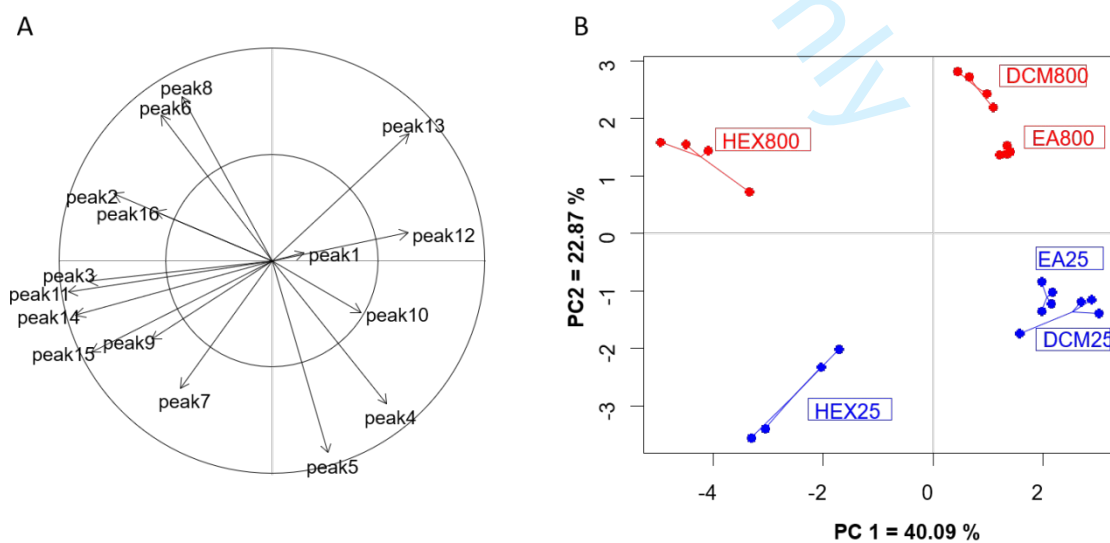 A
peak8
peak6
peak13
peak2
peak16
peak12
peak1
peak3
peak11
peak10
peak14
peak9
peak15
peak7
peak4
peak5
B
nly
DCM800
HEX800
EA800
EA25
DCM25
HEX25
PC2 = 22.87 %
3
2
1
0
-1
-2
-3
-4
-2
0
2
PC 1 = 40.09 %